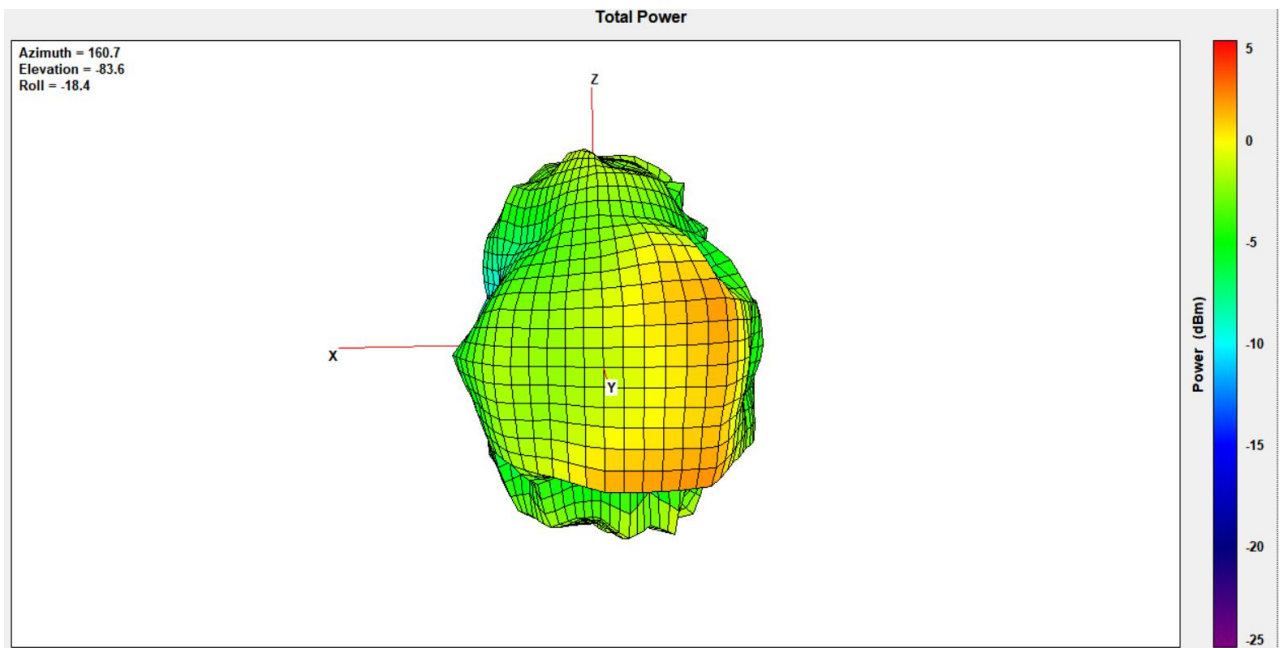 Total Power
Azimuth = 160.7
Elevation = -83.6
Roll = -18.4
Z
X
Y
5
0
-5
-10
-15
-20
-25
Power (dBm)